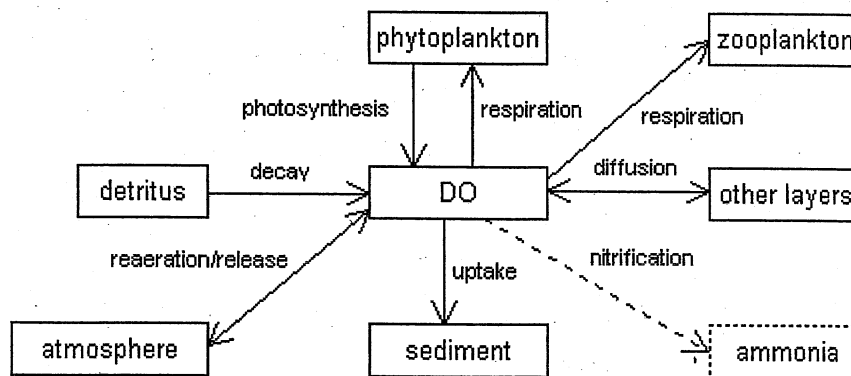 phytoplankton
zooplankton
photosynthesis
respiration
respiration
detritus
decay
DO
diffusion
other layers
reaeration/release
uptake
nitrification
atmosphere
sediment
ammonia